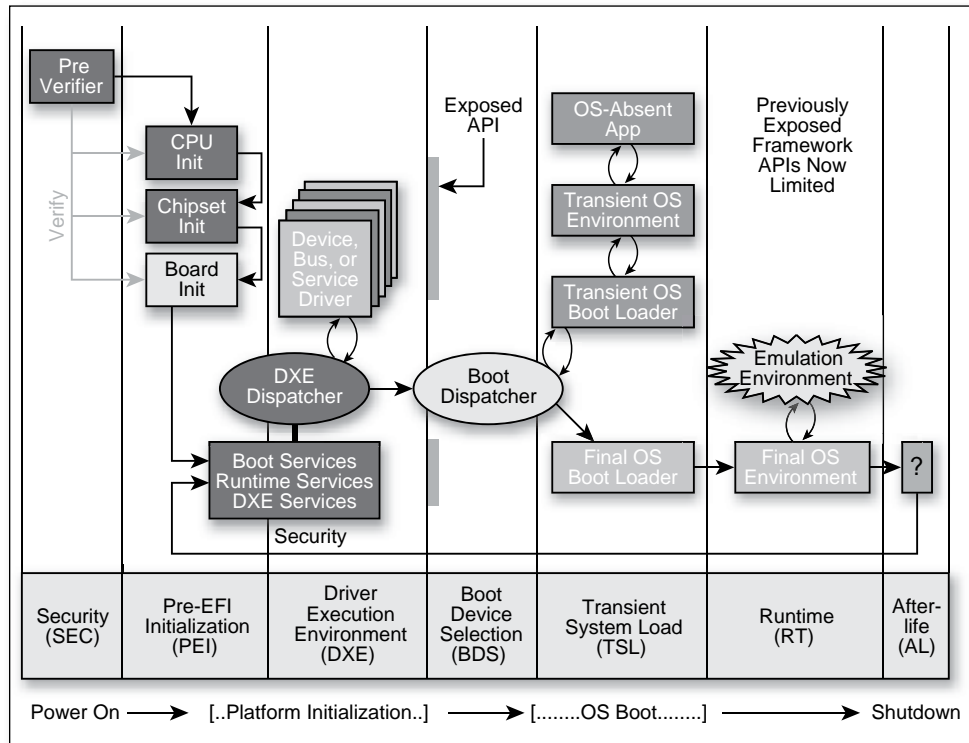 Pre
Verifier
Verify
CPU
Init
Chipset
Init
Board
Init
Device,
Bus, or
Service
Driver
DXE
Dispatcher
Boot Services
Runtime Services
DXE Services
Security
Exposed
API
Boot
Dispatcher
OS-Absent
App
Transient OS
Environment
Transient OS
Boot Loader
Final OS
Boot Loader
Previously
Exposed
Framework
APIs Now
Limited
Emulation
Environment
Final OS
Environment
?
Security
(SEC)
Pre-EFI
Initialization
(PEI)
Driver
Execution
Environment
(DXE)
Boot
Device
Selection
(BDS)
Transient
System Load
(TSL)
Runtime
(RT)
After-
life
(AL)
Power On [..Platform Initialization..] [........OS Boot........] Shutdown